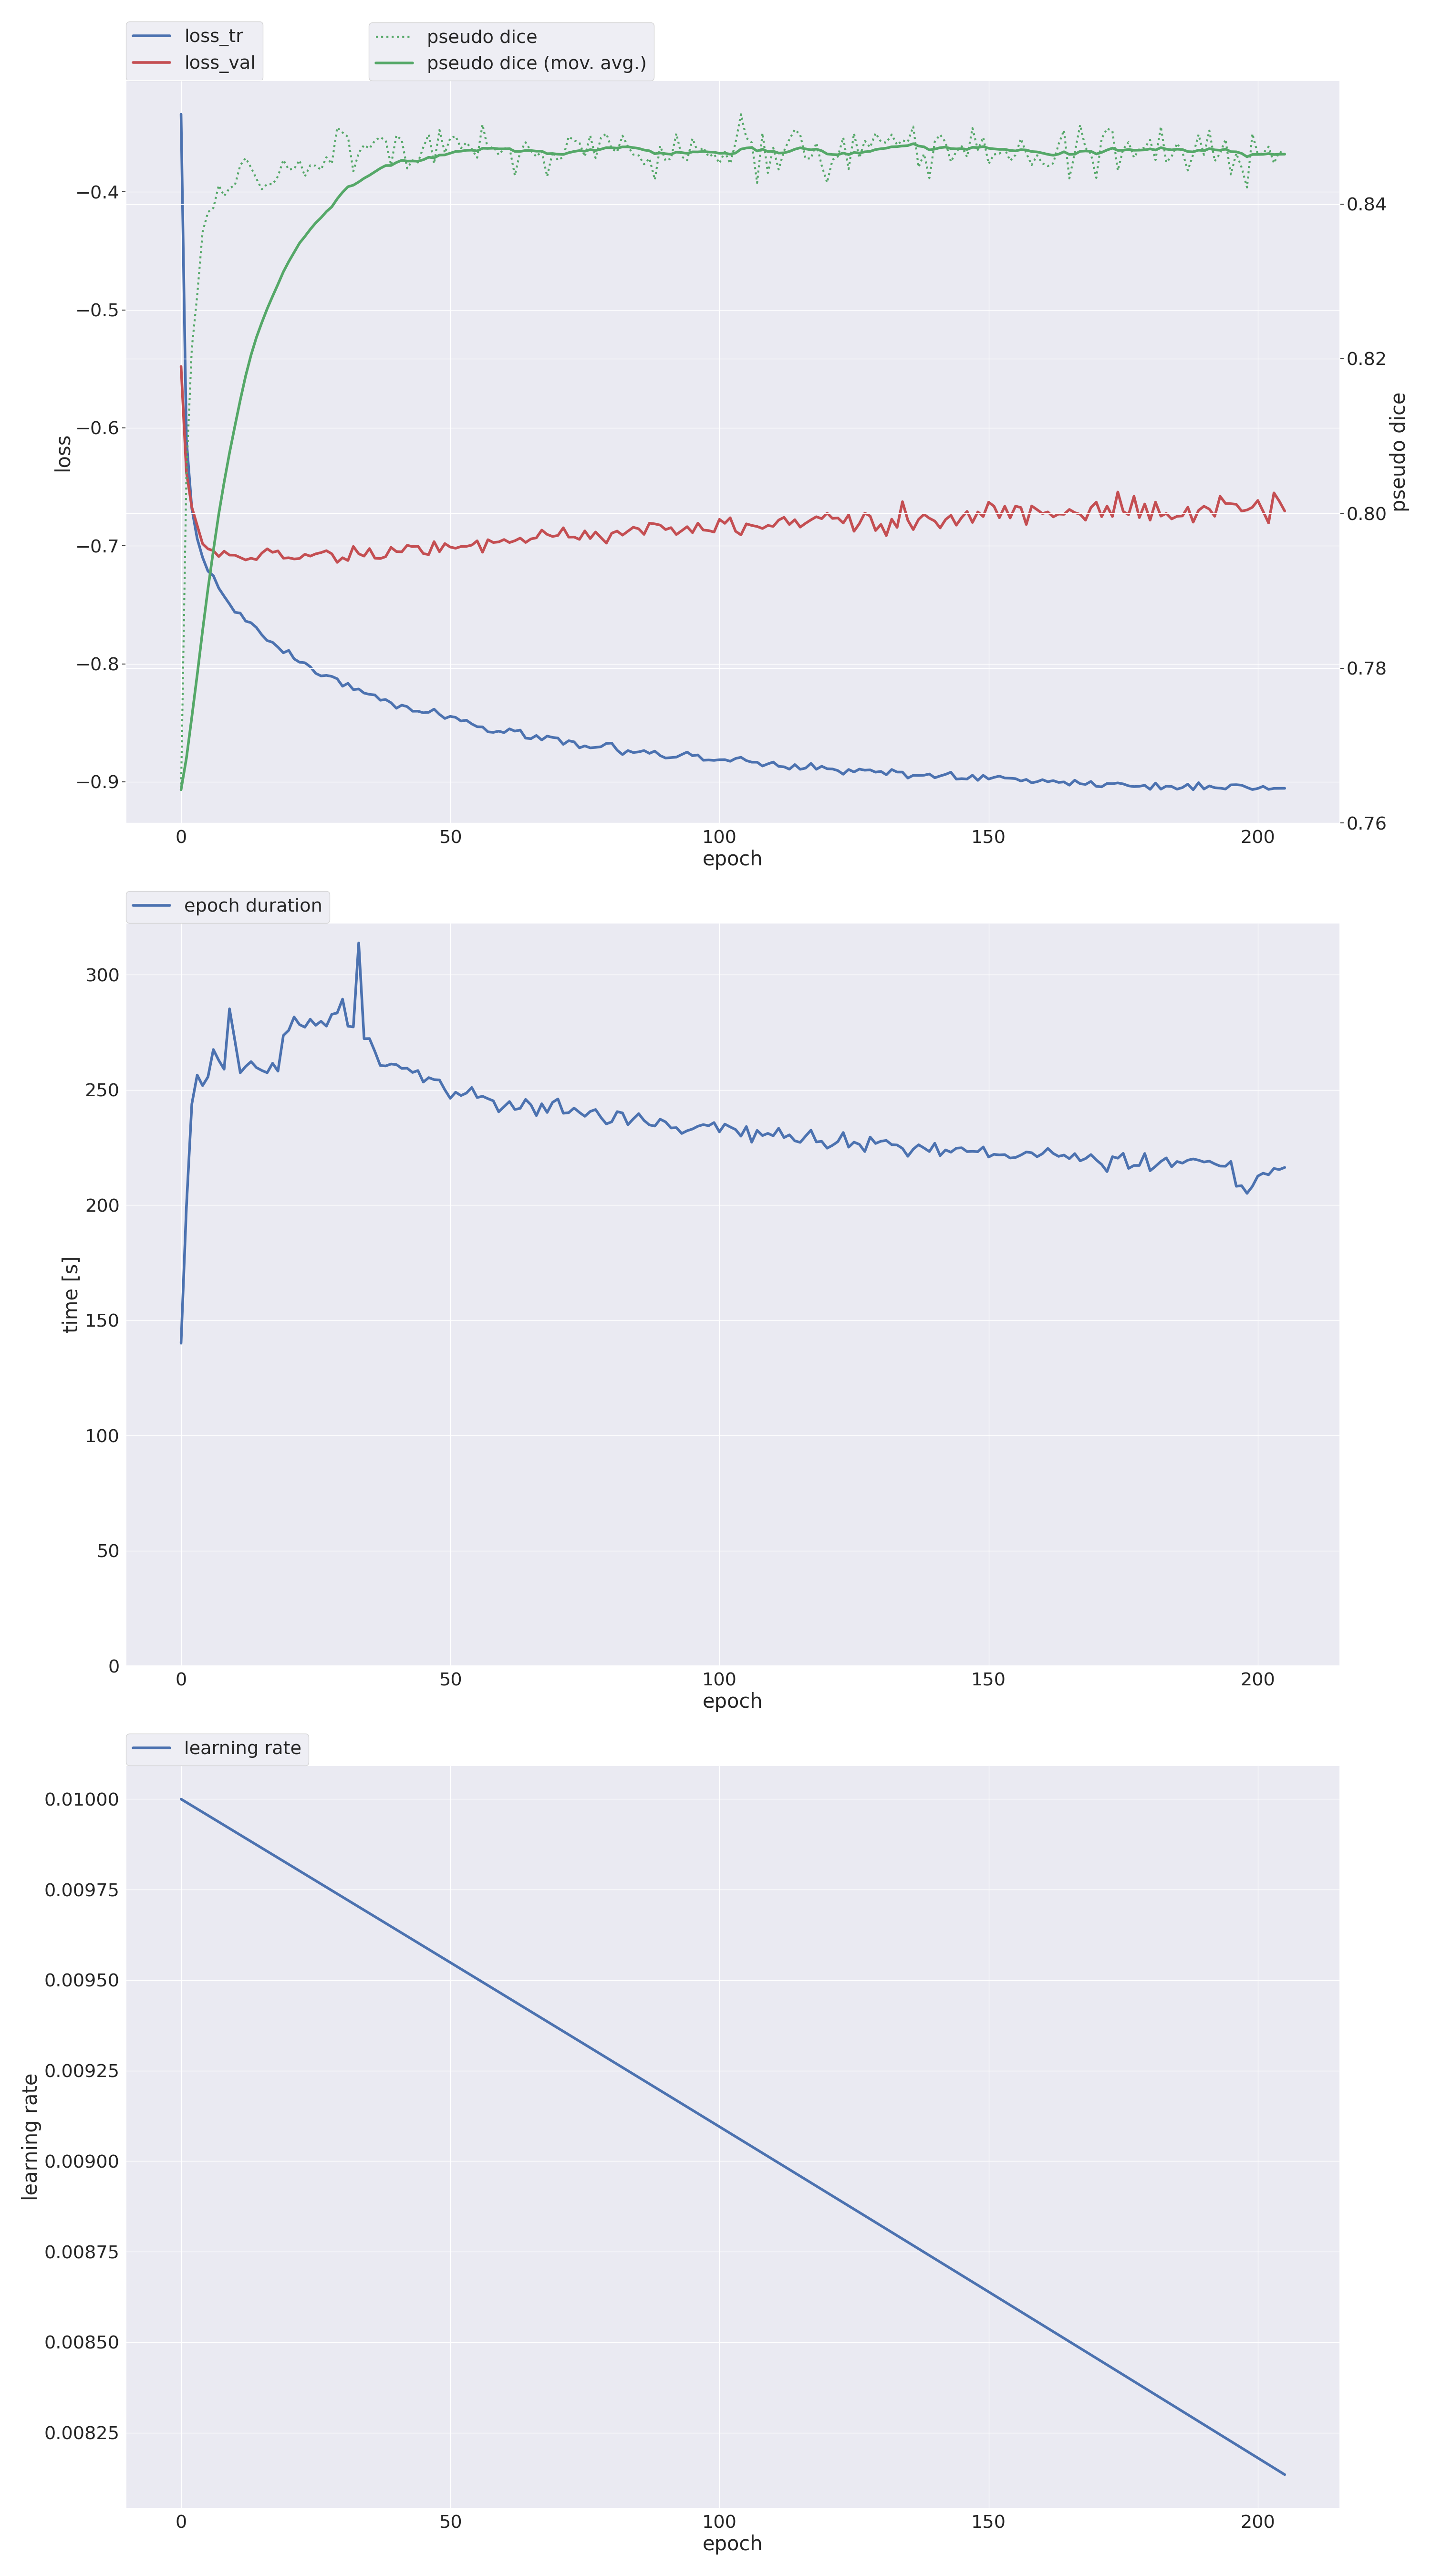 loss_tr
loss_val
pseudo dice
pseudo dice (mov. avg.)
−0.4
−0.5
−0.6
−0.7
−0.8
−0.9
loss
0.84
0.82
0.80
0.78
0.76
pseudo dice
0 50 100 150 200
epoch
epoch duration
300
250
200
150
100
50
0
time [s]
0 50 100 150 200
epoch
learning rate
0.01000
0.00975
0.00950
0.00925
0.00900
0.00875
0.00850
0.00825
learning rate
0 50 100 150 200
epoch